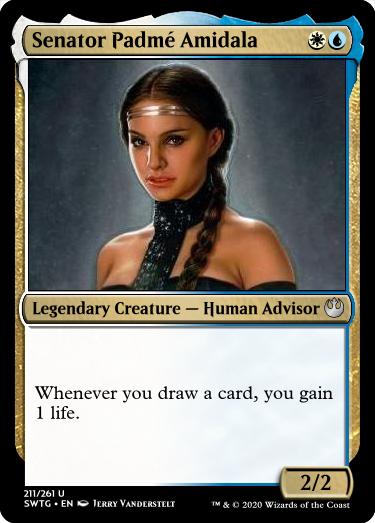 Senator Padmé Amidala
Legendary Creature — Human Advisor
Whenever you draw a card, you gain
1 life.
2/2
211/261 U
SWTG • EN Jerry Vanderstelt
™ & © 2020 Wizards of the Coast